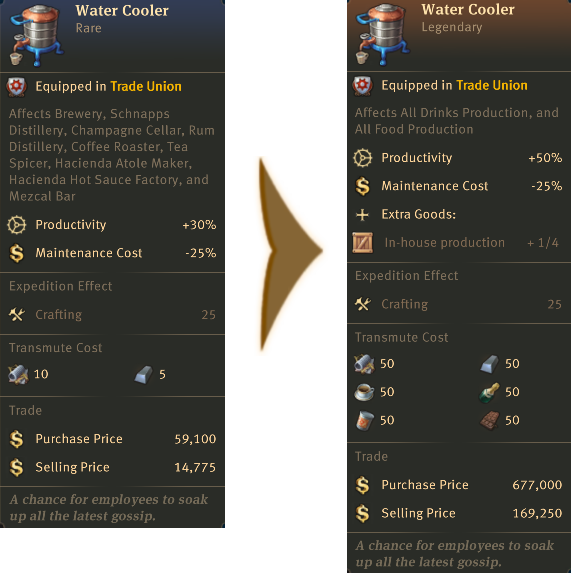 Water Cooler
Rare
Equipped in Trade Union
Affects Brewery, Schnapps
Distillery, Champagne Cellar, Rum
Distillery, Coffee Roaster, Tea
Spicer, Hacienda Atole Maker,
Hacienda Hot Sauce Factory, and
Mezcal Bar
Productivity +30%
Maintenance Cost -25%
Expedition Effect
Crafting 25
Transmute Cost
10 5
Trade
Purchase Price 59,100
Selling Price 14,775
A chance for employees to soak
up all the latest gossip.
Water Cooler
Legendary
Equipped in Trade Union
Affects All Drinks Production, and
All Food Production
Productivity +50%
Maintenance Cost -25%
Extra Goods:
In-house production + 1/4
Expedition Effect
Crafting 25
Transmute Cost
50 50
50 50
50 50
Trade
Purchase Price 677,000
Selling Price 169,250
A chance for employees to soak
up all the latest gossip.